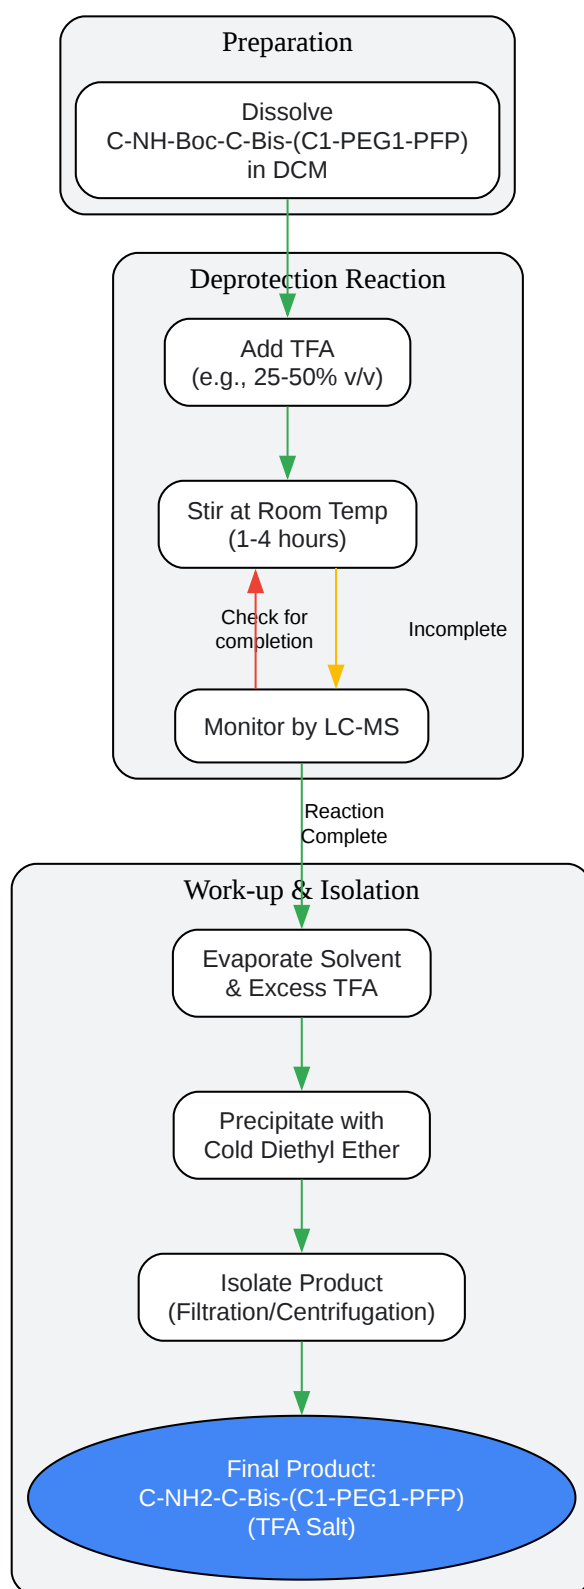 Preparation
Dissolve
C-NH-Boc-C-Bis-(C1-PEG1-PFP)
in DCM
Deprotection Reaction
Add TFA
(e.g., 25-50% v/v)
Stir at Room Temp
(1-4 hours)
Check for
completion
Incomplete
Monitor by LC-MS
Reaction
Complete
Work-up & Isolation
Evaporate Solvent
& Excess TFA
Precipitate with
Cold Diethyl Ether
Isolate Product
(Filtration/Centrifugation)
Final Product:
C-NH2-C-Bis-(C1-PEG1-PFP)
(TFA Salt)